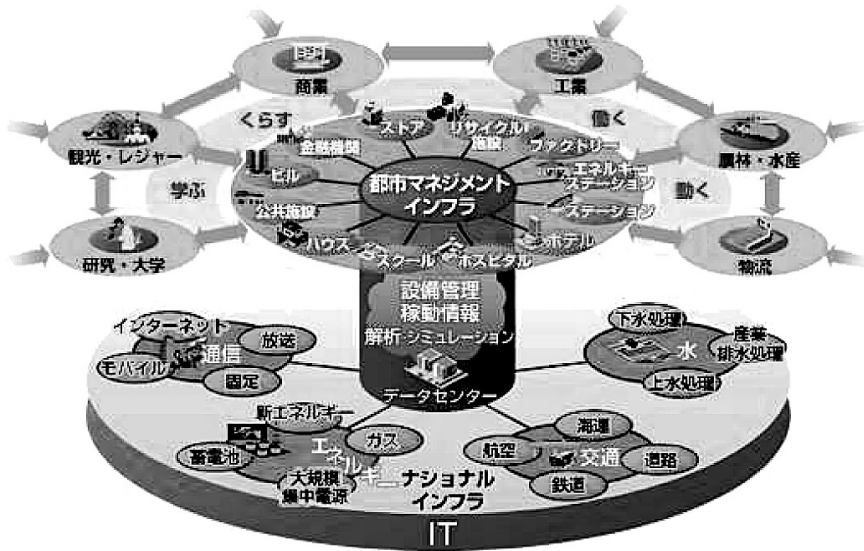 商業
工業
くらす
働く
ストア
リサイクル
施設
観光・レジャー
金融機関
ファクトリー
農林・水産
ビル
都市マネジメント
インフラ
エネルギー
ステーション
学ぶ
動く
公共施設
ステーション
ハウス
スクール
ホスピタル
ホテル
研究・大学
物流
設備管理
稼動情報
解析・シミュレーション
データセンター
インターネット
放送
通信
モバイル
固定
下水処理
水
産業
排水処理
上水処理
新エネルギー
ガス
蓄電池
エネルギー
大規模
集中電源
海運
航空
交通
道路
鉄道
ナショナル
インフラ
IT